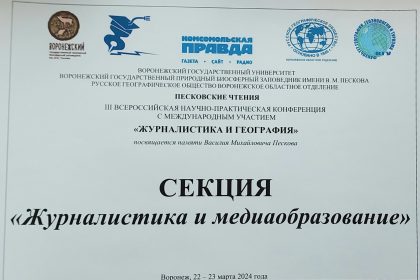 ВОРОНЕЖСКИЙ
КОМСОМОЛЬСКАЯ
ПРАВДА
ГАЗЕТА • САЙТ • РАДИО
ВОРОНЕЖСКИЙ ГОСУДАРСТВЕННЫЙ УНИВЕРСИТЕТ
ВОРОНЕЖСКИЙ ГОСУДАРСТВЕННЫЙ ПРИРОДНЫЙ БИОСФЕРНЫЙ ЗАПОВЕДНИК ИМЕНИ В. М. ПЕСКОВА
РУССКОЕ ГЕОГРАФИЧЕСКОЕ ОБЩЕСТВО ВОРОНЕЖСКОЕ ОБЛАСТНОЕ ОТДЕЛЕНИЕ
ПЕСКОВСКИЕ ЧТЕНИЯ
III ВСЕРОССИЙСКАЯ НАУЧНО-ПРАКТИЧЕСКАЯ КОНФЕРЕНЦИЯ
С МЕЖДУНАРОДНЫМ УЧАСТИЕМ
«ЖУРНАЛИСТИКА И ГЕОГРАФИЯ»
посвящается памяти Василия Михайловича Пескова
СЕКЦИЯ
«Журналистика и медиаобразование»
Воронеж, 22 – 23 марта 2024 года